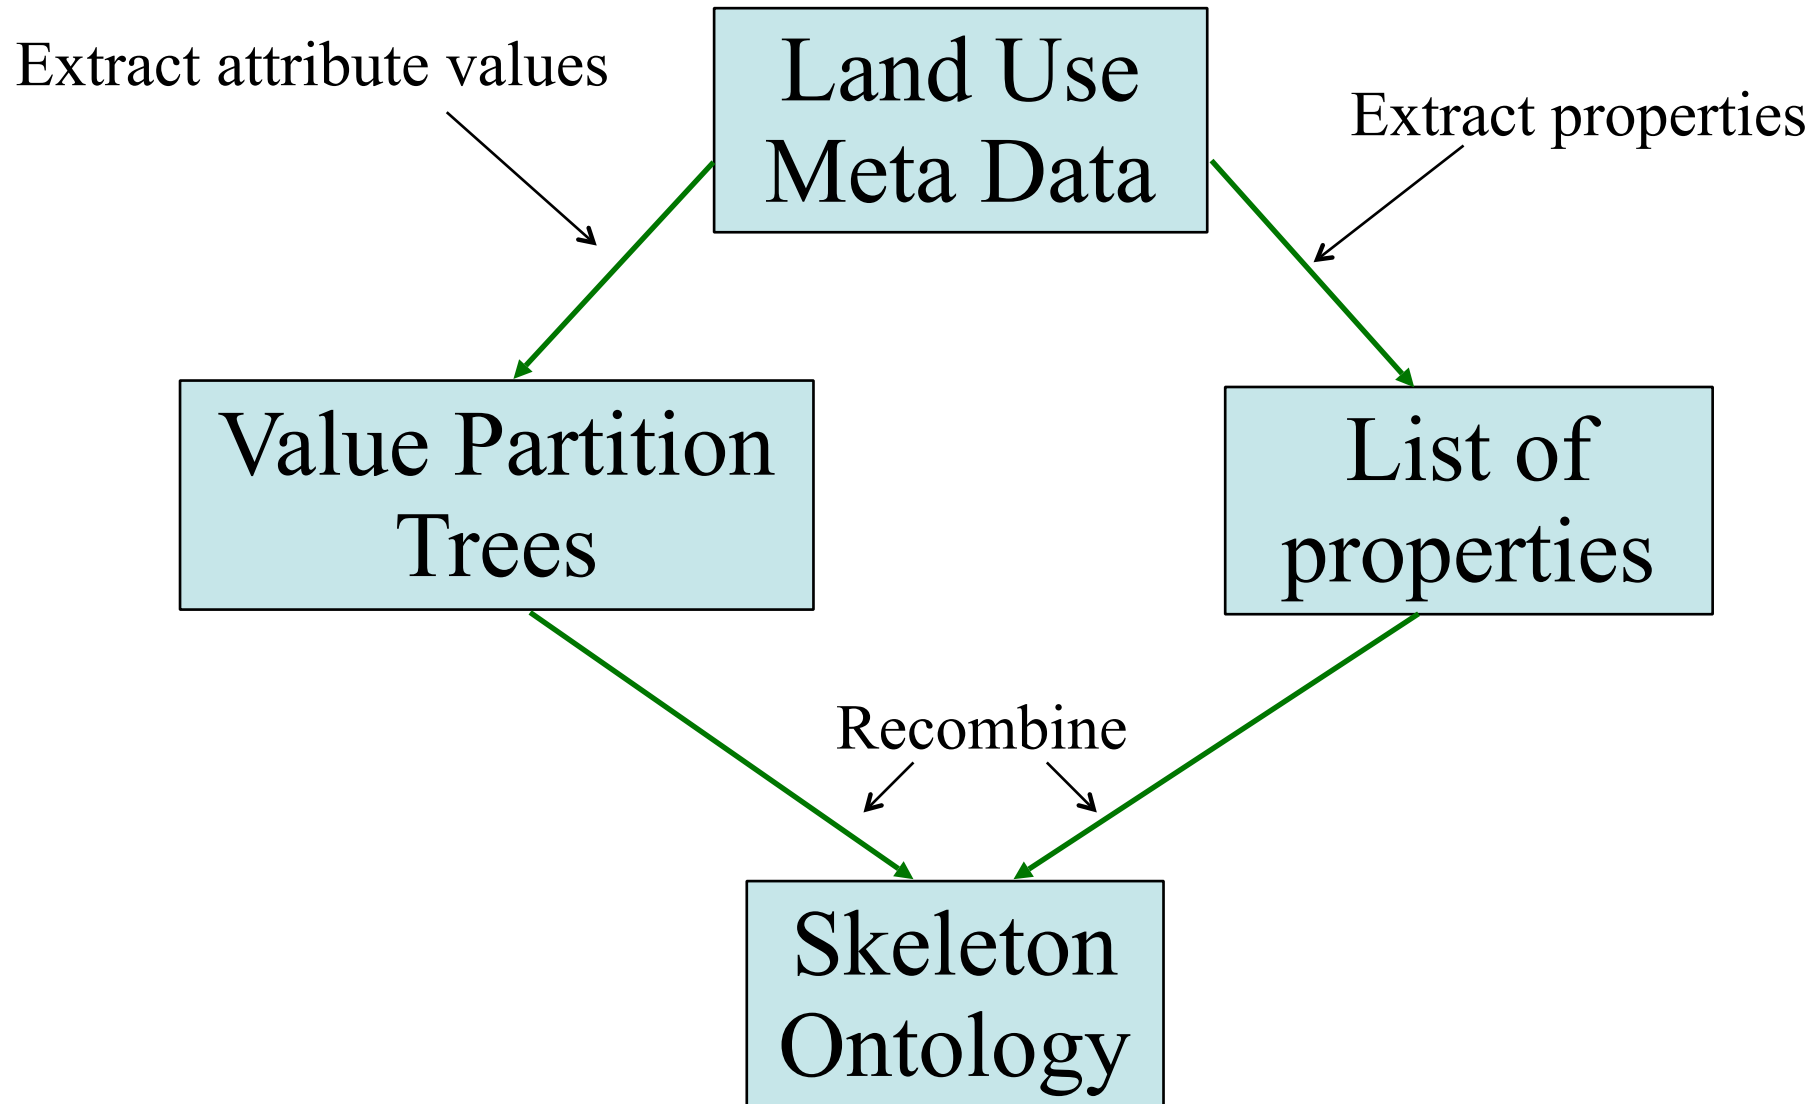 Extract attribute values
Land Use
Meta Data
Extract properties
Value Partition
Trees
List of
properties
Recombine
Skeleton
Ontology